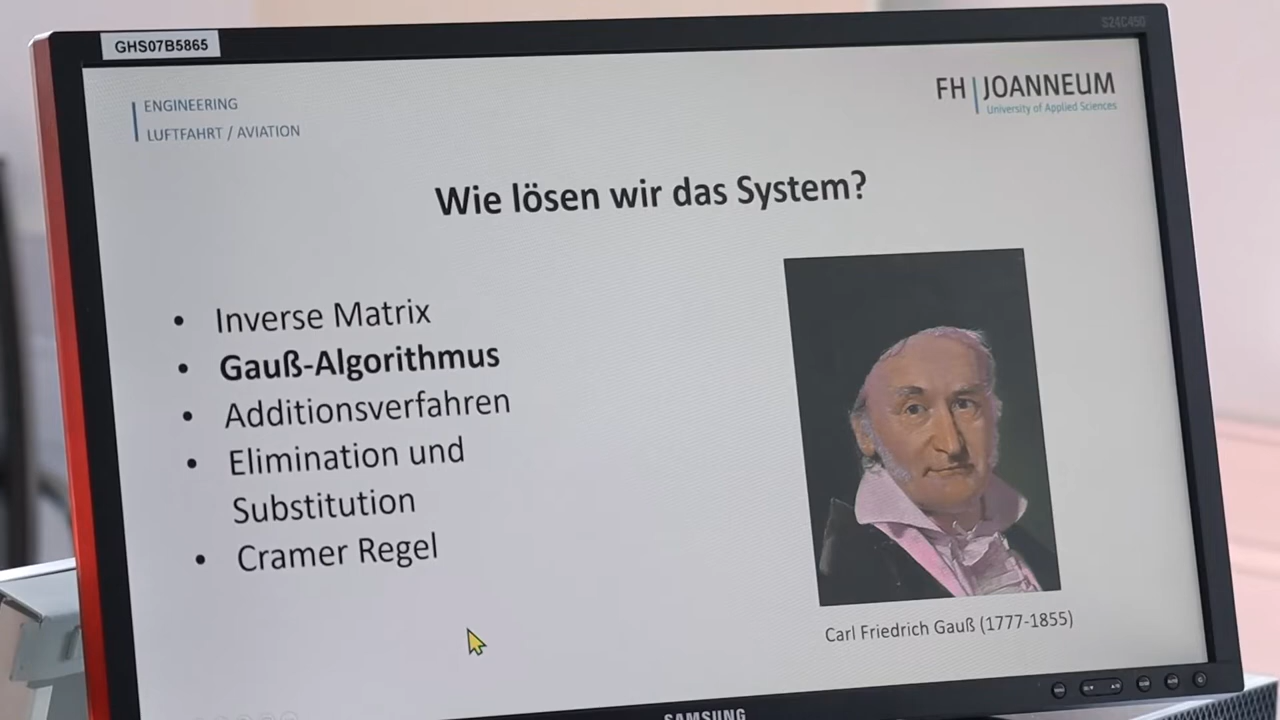 S24C450
GHS07B5865
ENGINEERING
LUFTFAHRT / AVIATION
FH JOANNEUM
University of Applied Sciences
Wie lösen wir das System?
• Inverse Matrix
• Gauß-Algorithmus
• Additionsverfahren
• Elimination und
Substitution
• Cramer Regel
Carl Friedrich Gauß (1777-1855)
SAMSUNG